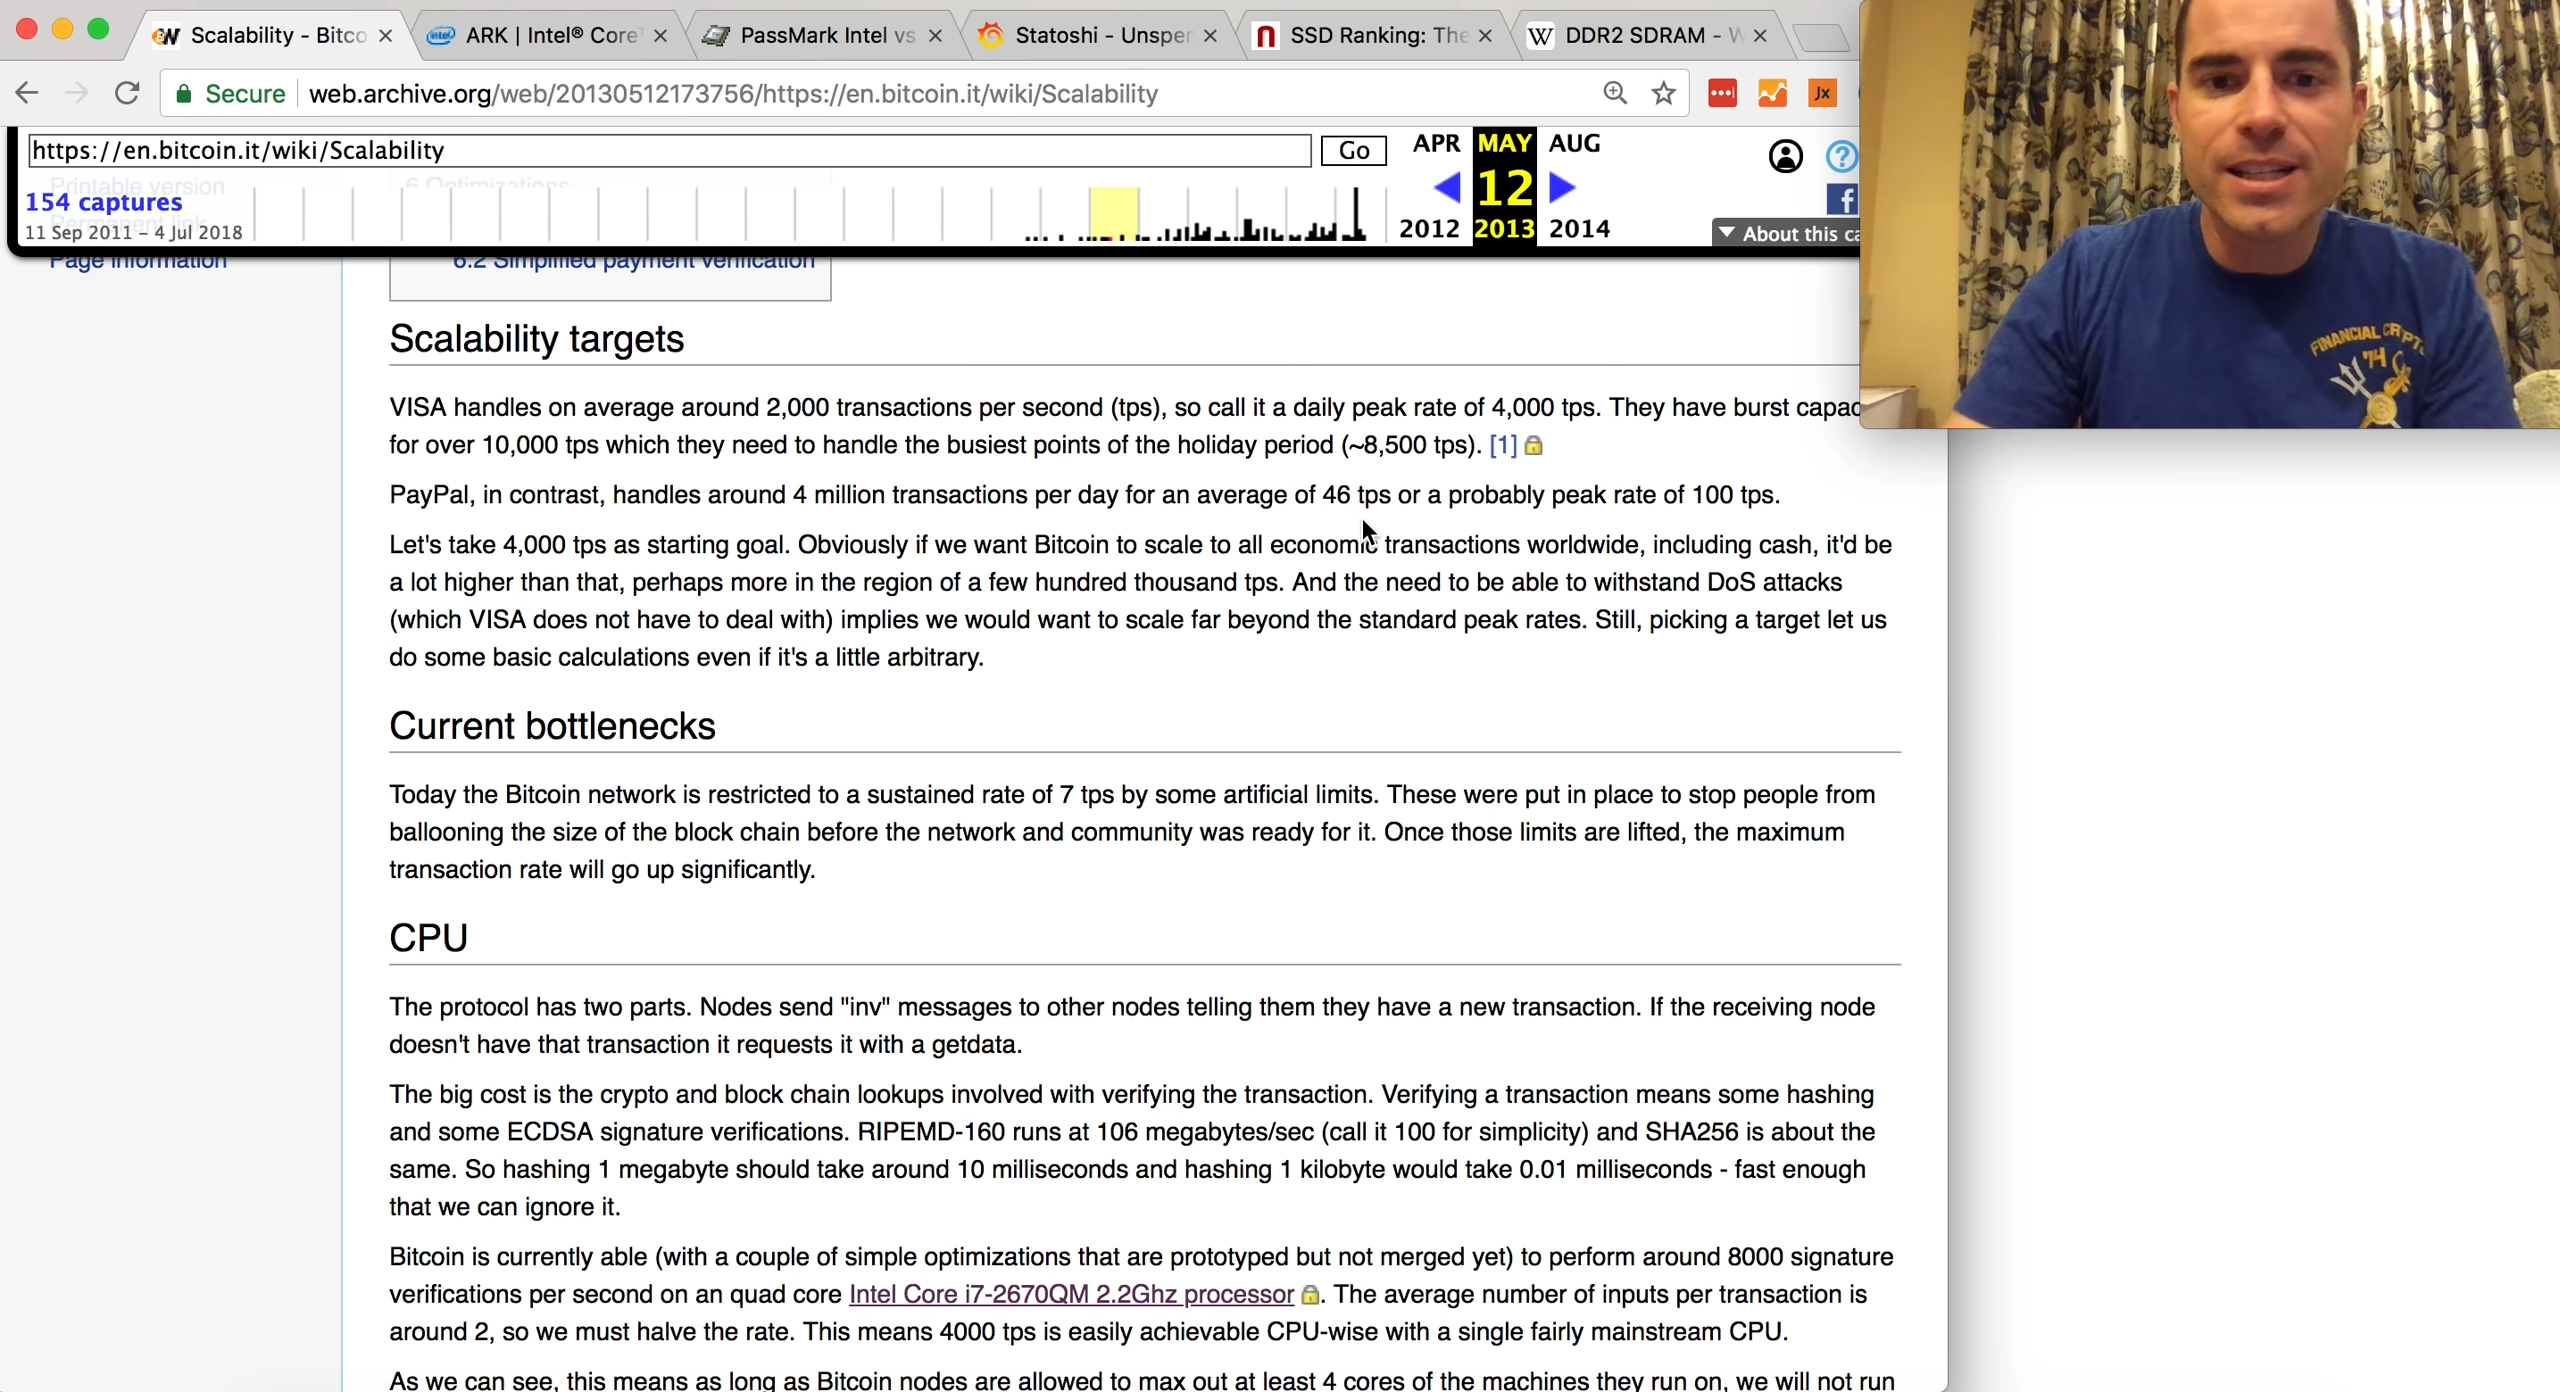 Scalability - Bitco
ARK | Intel® Core
PassMark Intel vs
Statoshi - Unspen
SSD Ranking: The
DDR2 SDRAM - W
Secure
web.archive.org/web/20130512173756/https://en.bitcoin.it/wiki/Scalability
Jx
https://en.bitcoin.it/wiki/Scalability
Go
APR MAY AUG
12
2012 2013 2014
Printable version
6 Optimizations
154 captures
Permanent link
11 Sep 2011 - 4 Jul 2018
About this ca
Page information
6.2 Simplified payment verification
FINANCIAL CRYPT
'14
Scalability targets
VISA handles on average around 2,000 transactions per second (tps), so call it a daily peak rate of 4,000 tps. They have burst capac
for over 10,000 tps which they need to handle the busiest points of the holiday period (~8,500 tps). [1]
PayPal, in contrast, handles around 4 million transactions per day for an average of 46 tps or a probably peak rate of 100 tps.
Let's take 4,000 tps as starting goal. Obviously if we want Bitcoin to scale to all economic transactions worldwide, including cash, it'd be
a lot higher than that, perhaps more in the region of a few hundred thousand tps. And the need to be able to withstand DoS attacks
(which VISA does not have to deal with) implies we would want to scale far beyond the standard peak rates. Still, picking a target let us
do some basic calculations even if it's a little arbitrary.
Current bottlenecks
Today the Bitcoin network is restricted to a sustained rate of 7 tps by some artificial limits. These were put in place to stop people from
ballooning the size of the block chain before the network and community was ready for it. Once those limits are lifted, the maximum
transaction rate will go up significantly.
CPU
The protocol has two parts. Nodes send "inv" messages to other nodes telling them they have a new transaction. If the receiving node
doesn't have that transaction it requests it with a getdata.
The big cost is the crypto and block chain lookups involved with verifying the transaction. Verifying a transaction means some hashing
and some ECDSA signature verifications. RIPEMD-160 runs at 106 megabytes/sec (call it 100 for simplicity) and SHA256 is about the
same. So hashing 1 megabyte should take around 10 milliseconds and hashing 1 kilobyte would take 0.01 milliseconds - fast enough
that we can ignore it.
Bitcoin is currently able (with a couple of simple optimizations that are prototyped but not merged yet) to perform around 8000 signature
verifications per second on an quad core Intel Core i7-2670QM 2.2Ghz processor. The average number of inputs per transaction is
around 2, so we must halve the rate. This means 4000 tps is easily achievable CPU-wise with a single fairly mainstream CPU.
As we can see, this means as long as Bitcoin nodes are allowed to max out at least 4 cores of the machines they run on, we will not run